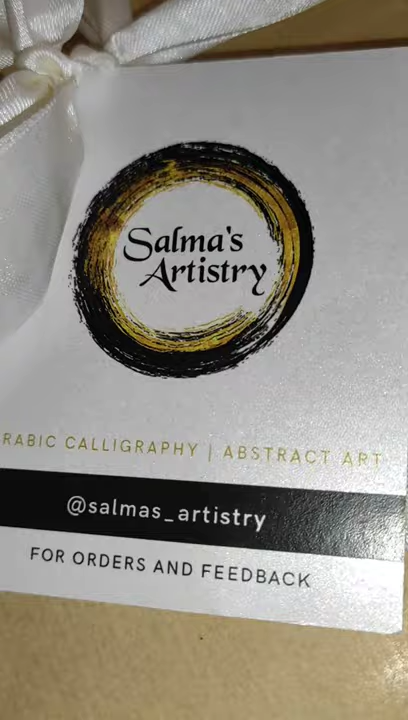 Salma's
Artistry
RABIC CALLIGRAPHY | ABSTRACT ART
@salmas_artistry
FOR ORDERS AND FEEDBACK